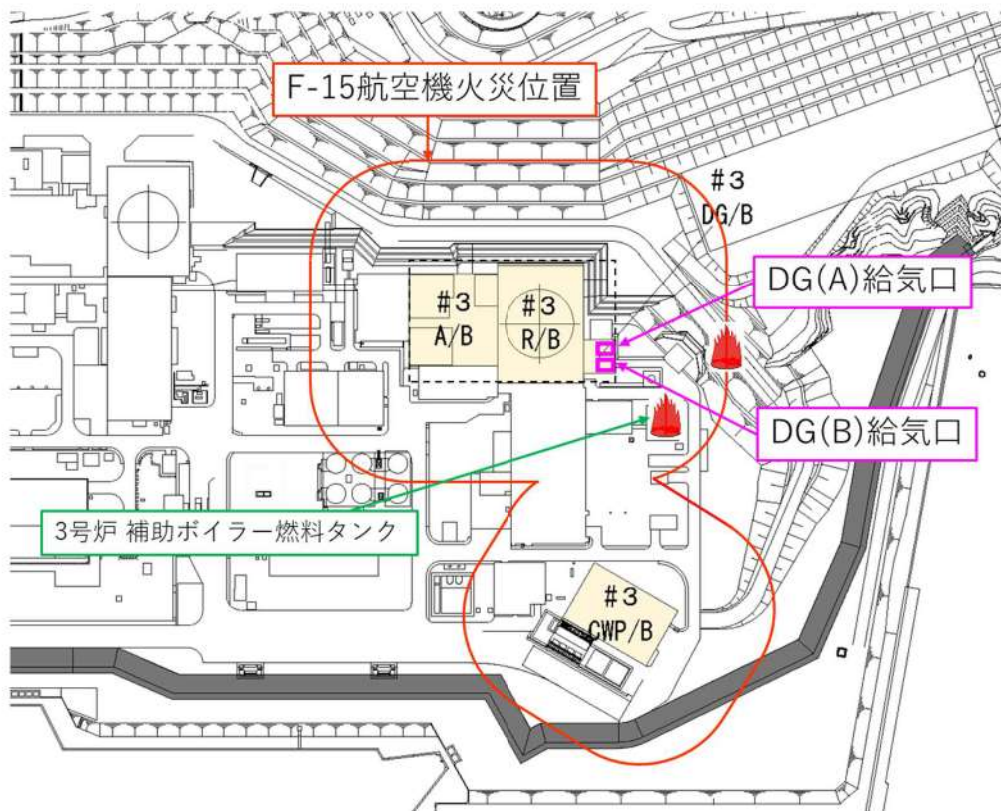 F-15航空機火災位置
#3
DG/B
DG(A)給気口
#3
A/B
#3
R/B
DG(B)給気口
3号炉 補助ボイラー燃料タンク
#3
CWP/B